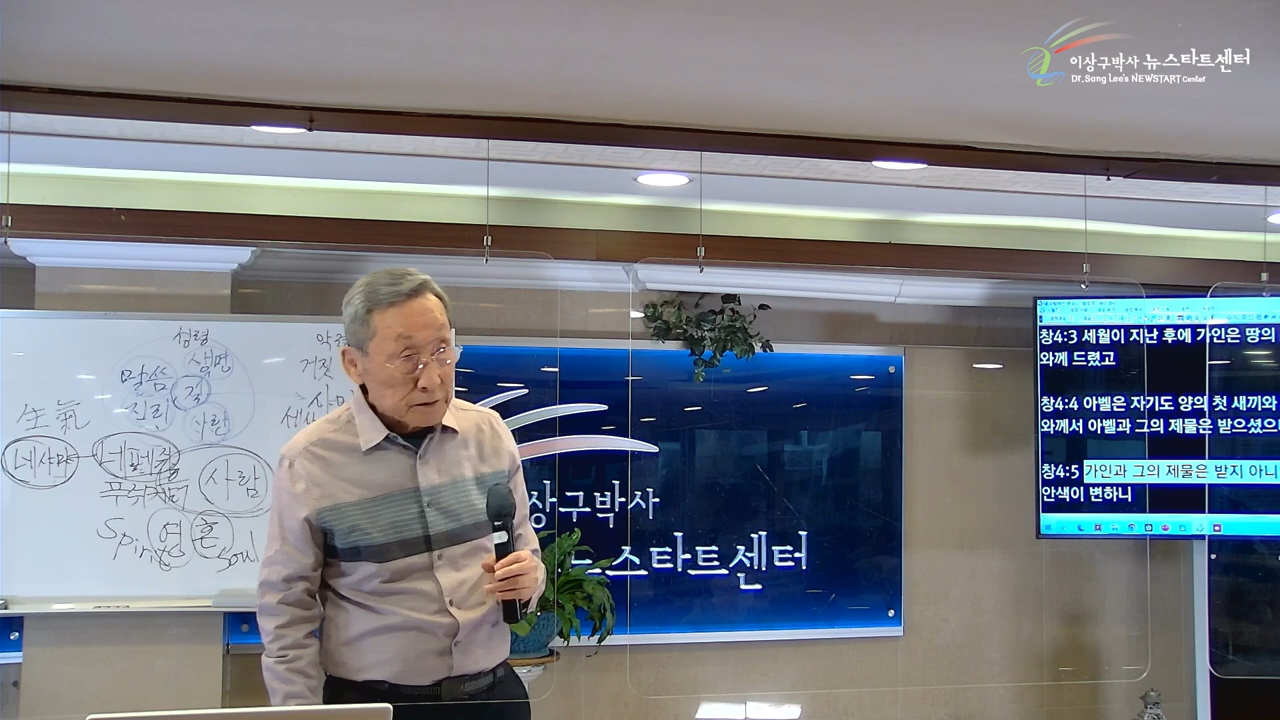 이상구박사 뉴스타트센터
Dr. Sang Lee's NEWSTART Center
성령
생명
말씀
진리
사랑
거짓
生氣
네샤마
네페쉬
사람
Spirit
영혼
Soul
상구박사
뉴스타트센터
창4:3 세월이 지난 후에 가인은 땅의
와께 드렸고
창4:4 아벨은 자기도 양의 첫 새끼와
와께서 아벨과 그의 제물은 받으셨으
창4:5 가인과 그의 제물은 받지 아니
안색이 변하니